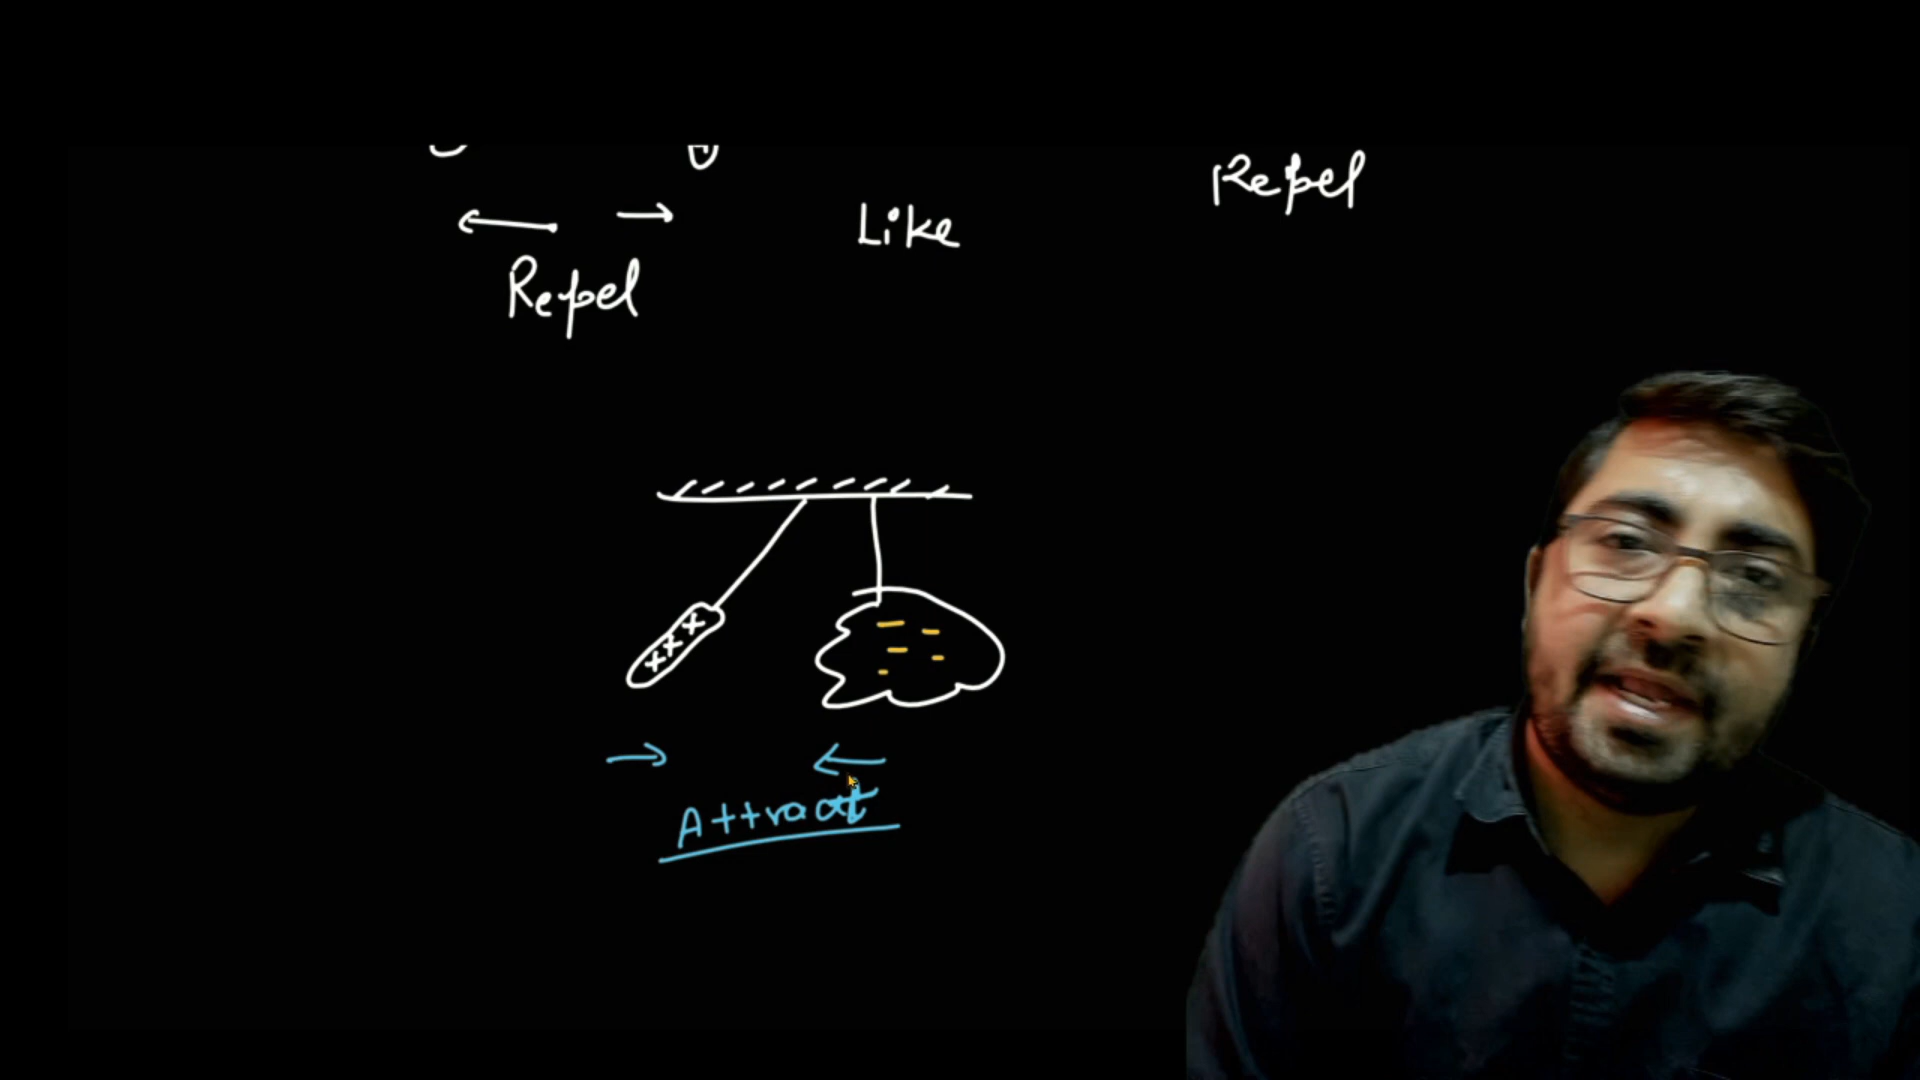 Repel
Like
Repel
x x x
Attract